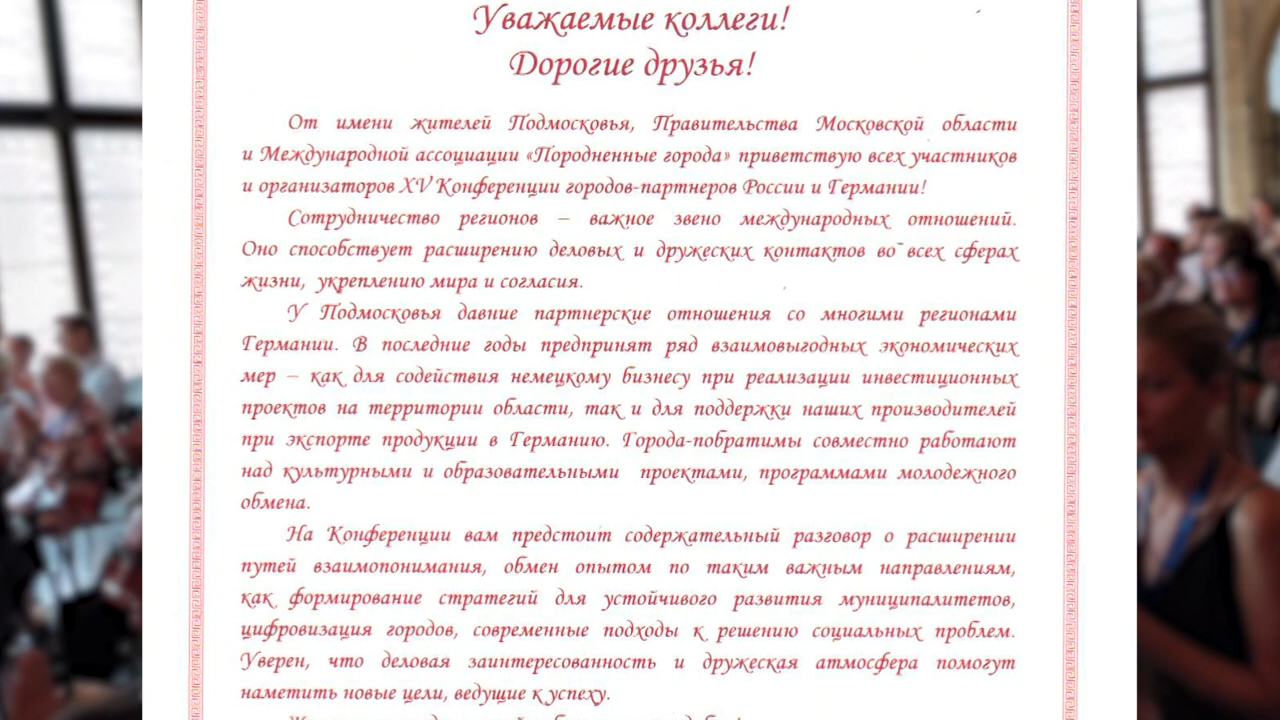 Уважаемые коллеги!
Дорогие друзья!
От имени жителей Подмосковья, Правительства Московской области
и Международной ассоциации «Породненные города» приветствую всех участников
и организаторов XV Конференции городов-партнеров России и Германии!
Сотрудничество регионов – важное звено международных отношений.
Оно способствует расширению деловых и дружеских контактов во всех сферах
жизни, укреплению мира и согласия.
У Подмосковья давние партнерские отношения со многими регионами
Германии. В последние годы предпринят ряд взаимовыгодных экономических
мер – как для содействия немецкому бизнесу при реализации инвестиционных
проектов на территории области, так и для поддержки наших производителей
при экспорте продукции в Германию. Города-побратимы совместно работают
над культурными и образовательными проектами, программами молодежного
обмена.
На Конференции вам предстоит содержательный разговор о расширении
путей взаимопонимания, обмен опытом по таким важным направлениям,
как формирование стратегий для устойчивого развития муниципалитетов,
цифровизация городов, современные подходы к решению социальных проблем.
Уверен, что деловая заинтересованность и дружеская атмосфера помогут
наметить новые цели, ведущие к успеху.